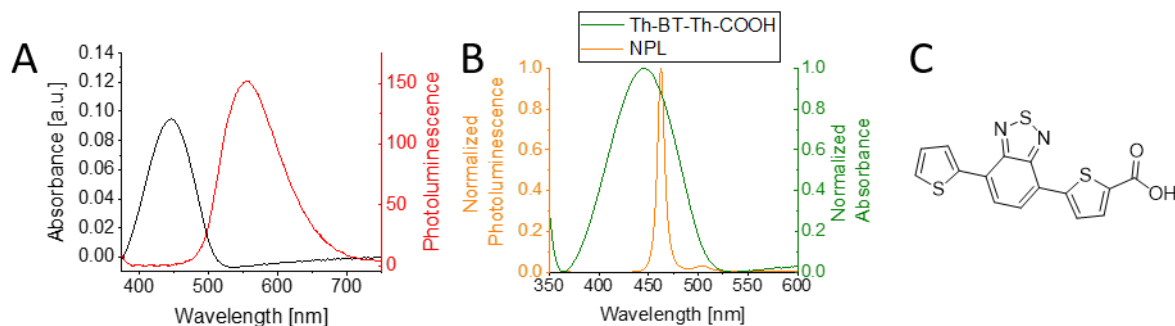 A
0.14
0.12
0.10
0.08
0.06
0.04
0.02
0.00
Absorbance [a.u.]
400 500 600 700
Wavelength [nm]
150
100
50
0
Photoluminescence
B
Th-BT-Th-COOH
NPL
1.0
0.8
0.6
0.4
0.2
0.0
Normalized
Photoluminescence
350 400 450 500 550 600
Wavelength [nm]
1.0
0.8
0.6
0.4
0.2
0.0
Normalized
Absorbance
C
S
N N
S
S
O
OH